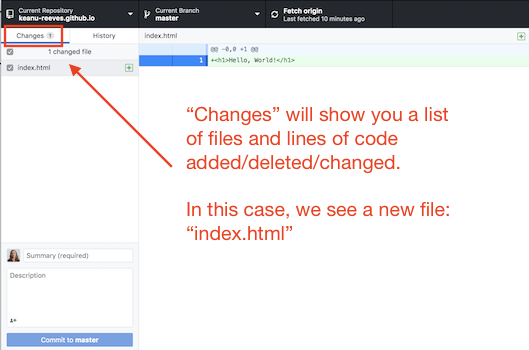 Current Repository
keanu-reeves.github.io
Current Branch
master
Fetch origin
Last fetched 10 minutes ago
Changes 1
History
index.html
1 changed file
index.html
@@ -0,0 +1 @@
1 +<h1>Hello, World!</h1>
“Changes” will show you a list
of files and lines of code
added/deleted/changed.
In this case, we see a new file:
“index.html”
Summary (required)
Description
Commit to master